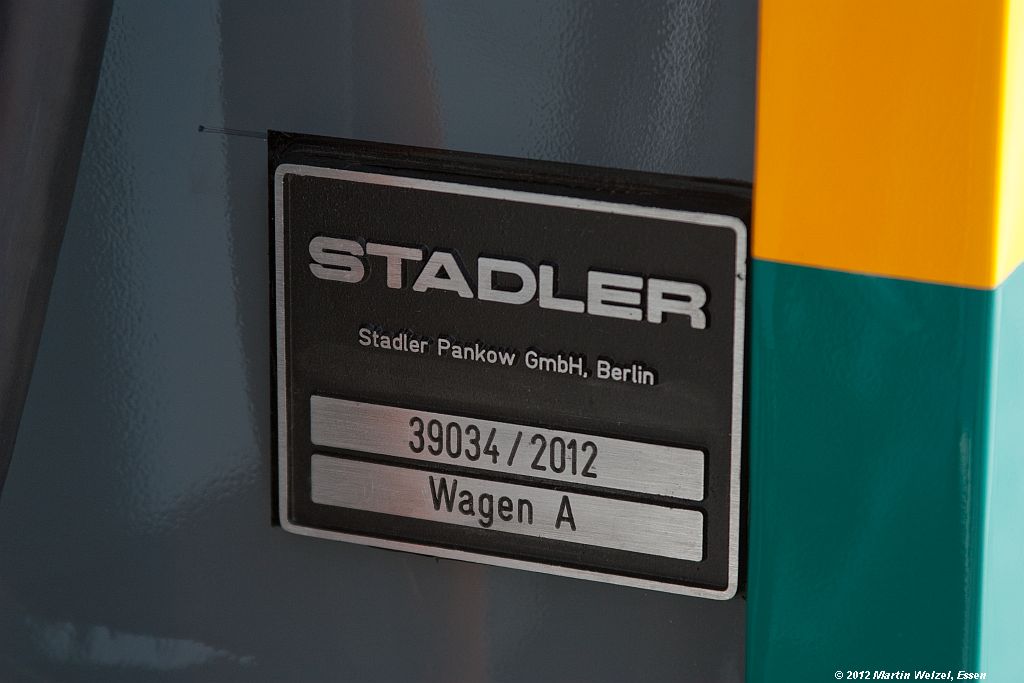 STADLER
Stadler Pankow GmbH, Berlin
39034/2012
Wagen A
© 2012 Martin Welzel, Essen